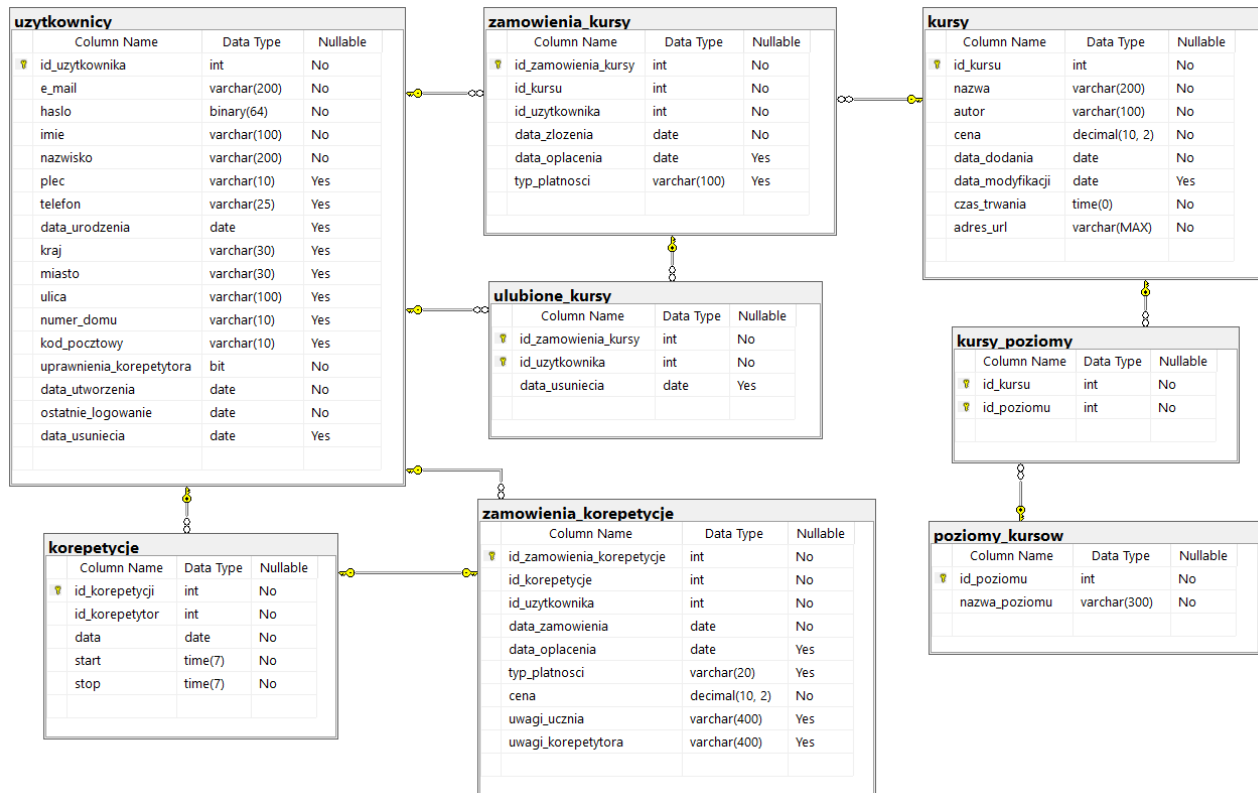 uzytkownicy
Column Name Data Type Nullable
id_uzytkownika int No
e_mail varchar(200) No
haslo binary(64) No
imie varchar(100) No
nazwisko varchar(200) No
plec varchar(10) Yes
telefon varchar(25) Yes
data_urodzenia date Yes
kraj varchar(30) Yes
miasto varchar(30) Yes
ulica varchar(100) Yes
numer_domu varchar(10) Yes
kod_pocztowy varchar(10) Yes
uprawnienia_korepetytora bit No
data_utworzenia date No
ostatnie_logowanie date No
data_usuniecia date Yes
zamowienia_kursy
Column Name Data Type Nullable
id_zamowienia_kursy int No
id_kursu int No
id_uzytkownika int No
data_zlozenia date No
data_oplacenia date Yes
typ_platnosci varchar(100) Yes
kursy
Column Name Data Type Nullable
id_kursu int No
nazwa varchar(200) No
autor varchar(100) No
cena decimal(10, 2) No
data_dodania date No
data_modyfikacji date Yes
czas_trwania time(0) No
adres_url varchar(MAX) No
ulubione_kursy
Column Name Data Type Nullable
id_zamowienia_kursy int No
id_uzytkownika int No
data_usuniecia date Yes
kursy_poziomy
Column Name Data Type Nullable
id_kursu int No
id_poziomu int No
korepetycje
Column Name Data Type Nullable
id_korepetycji int No
id_korepetytor int No
data date No
start time(7) No
stop time(7) No
zamowienia_korepetycje
Column Name Data Type Nullable
id_zamowienia_korepetycje int No
id_korepetycje int No
id_uzytkownika int No
data_zamowienia date No
data_oplacenia date Yes
typ_platnosci varchar(20) Yes
cena decimal(10, 2) No
uwagi_ucznia varchar(400) Yes
uwagi_korepetytora varchar(400) Yes
poziomy_kursow
Column Name Data Type Nullable
id_poziomu int No
nazwa_poziomu varchar(300) No